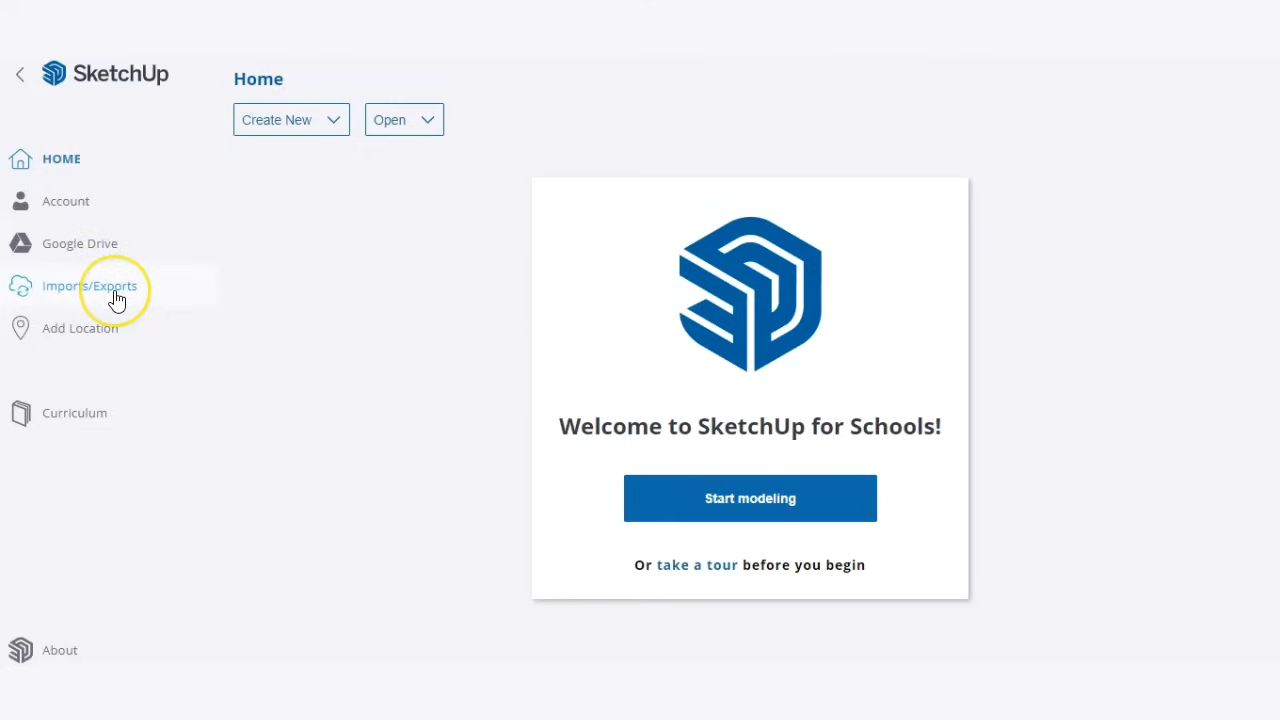 SketchUp
Home
Create New
Open
HOME
Account
Google Drive
Imports/Exports
Add Location
Curriculum
About
Welcome to SketchUp for Schools!
Start modeling
Or take a tour before you begin